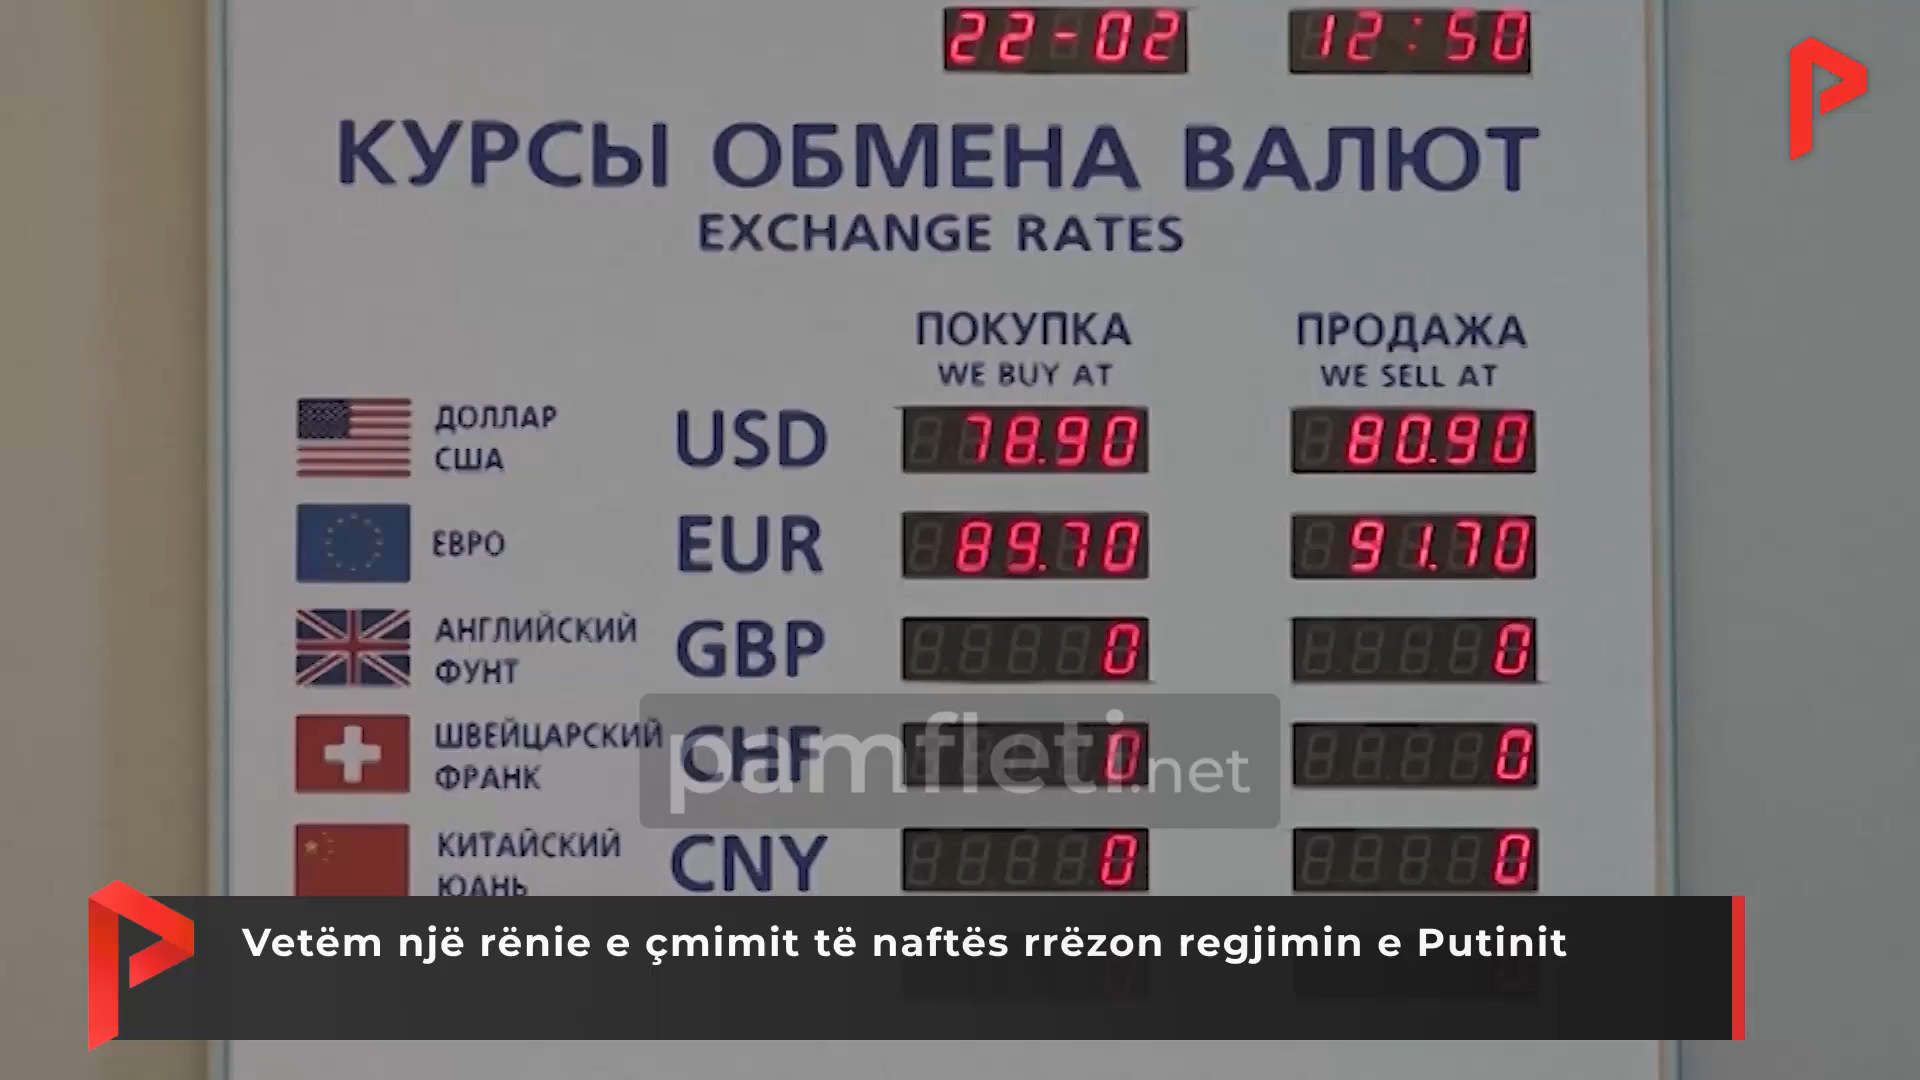 22-02 12:50
КУРСЫ ОБМЕНА ВАЛЮТ
EXCHANGE RATES
ПОКУПКА ПРОДАЖА
WE BUY AT WE SELL AT
ДОЛЛАР США USD 78.90 80.90
ЕВРО EUR 89.70 91.70
АНГЛИЙСКИЙ ФУНТ GBP 0 0
ШВЕЙЦАРСКИЙ ФРАНК CHF 0 0
pamfleti.net
КИТАЙСКИЙ ЮАНЬ CNY 0 0
Vetëm një rënie e çmimit të naftës rrëzon regjimin e Putinit